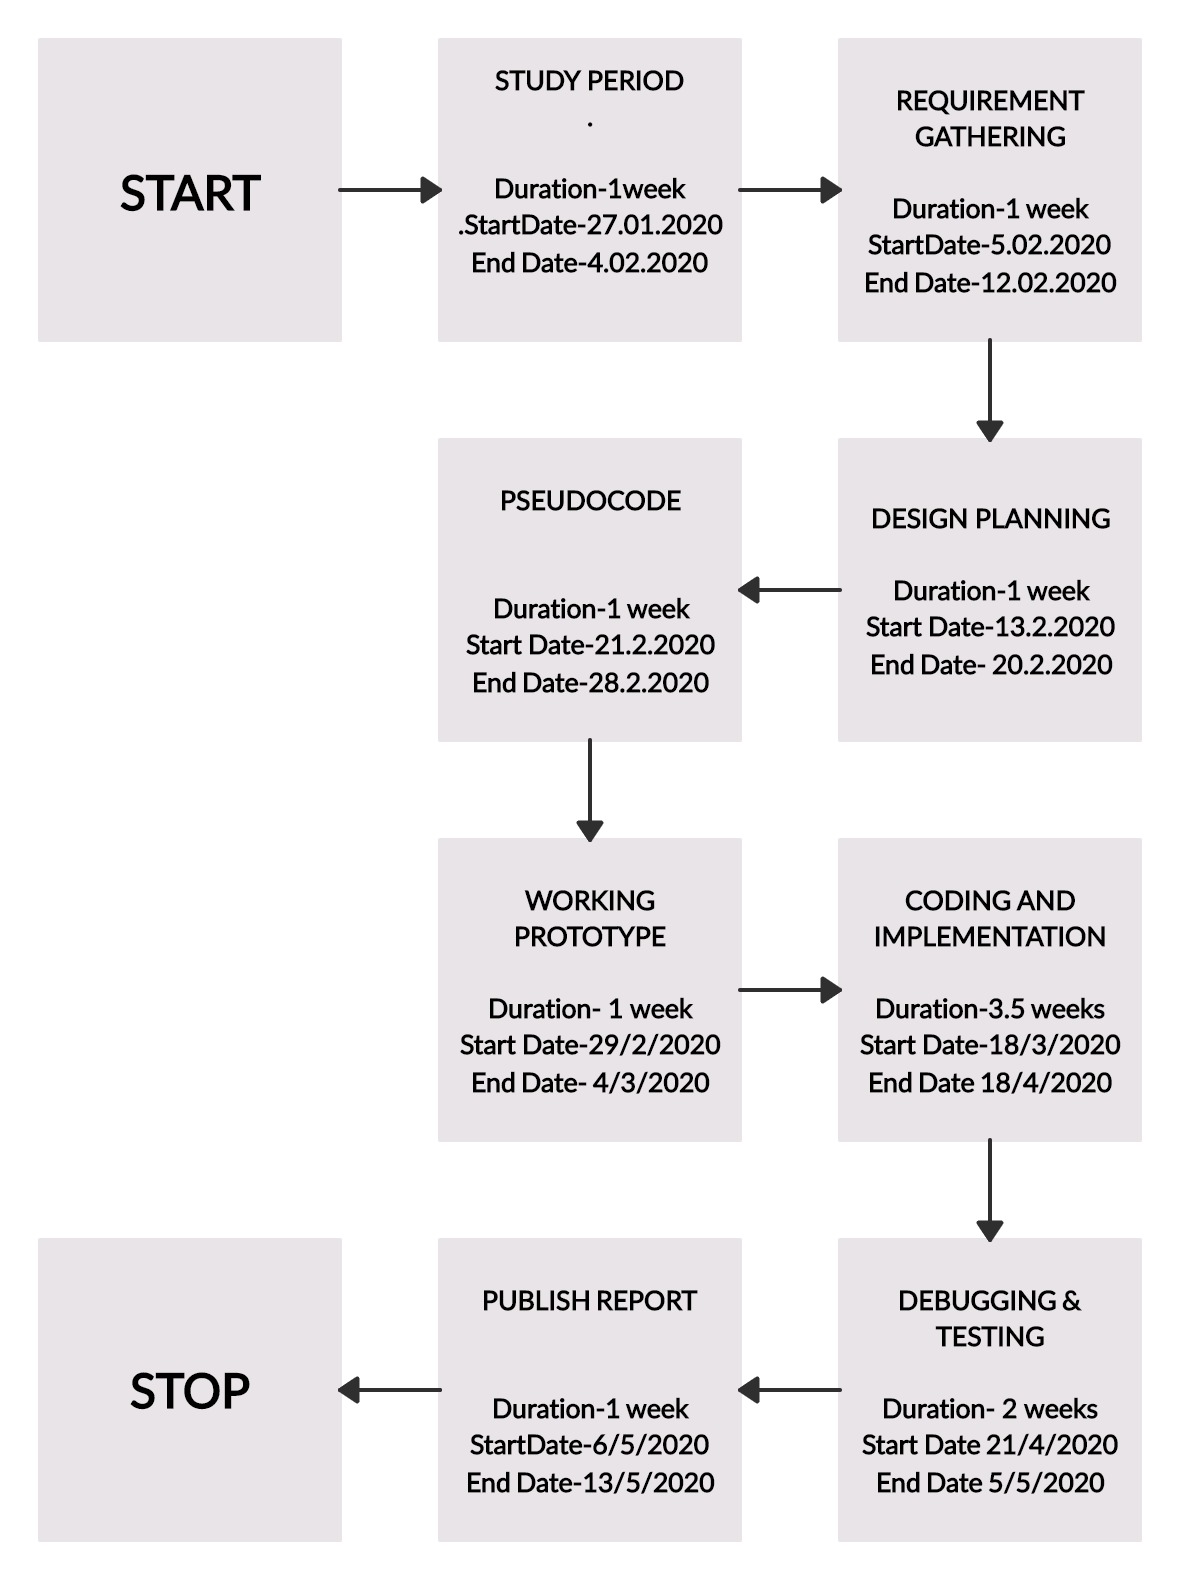 START
STUDY PERIOD
.
Duration-1week
.StartDate-27.01.2020
End Date-4.02.2020
REQUIREMENT
GATHERING
Duration-1 week
StartDate-5.02.2020
End Date-12.02.2020
DESIGN PLANNING
Duration-1 week
Start Date-13.2.2020
End Date- 20.2.2020
PSEUDOCODE
Duration-1 week
Start Date-21.2.2020
End Date-28.2.2020
WORKING
PROTOTYPE
Duration- 1 week
Start Date-29/2/2020
End Date- 4/3/2020
CODING AND
IMPLEMENTATION
Duration-3.5 weeks
Start Date-18/3/2020
End Date 18/4/2020
DEBUGGING &
TESTING
Duration- 2 weeks
Start Date 21/4/2020
End Date 5/5/2020
PUBLISH REPORT
Duration-1 week
StartDate-6/5/2020
End Date-13/5/2020
STOP